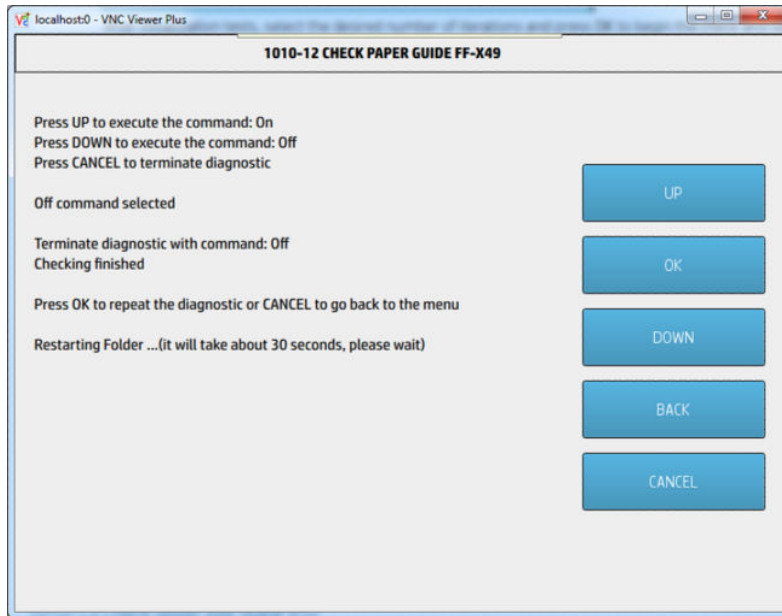 localhost:0 - VNC Viewer Plus
1010-12 CHECK PAPER GUIDE FF-X49
Press UP to execute the command: On
Press DOWN to execute the command: Off
Press CANCEL to terminate diagnostic
Off command selected
Terminate diagnostic with command: Off
Checking finished
Press OK to repeat the diagnostic or CANCEL to go back to the menu
Restarting Folder ...(it will take about 30 seconds, please wait)
UP
OK
DOWN
BACK
CANCEL